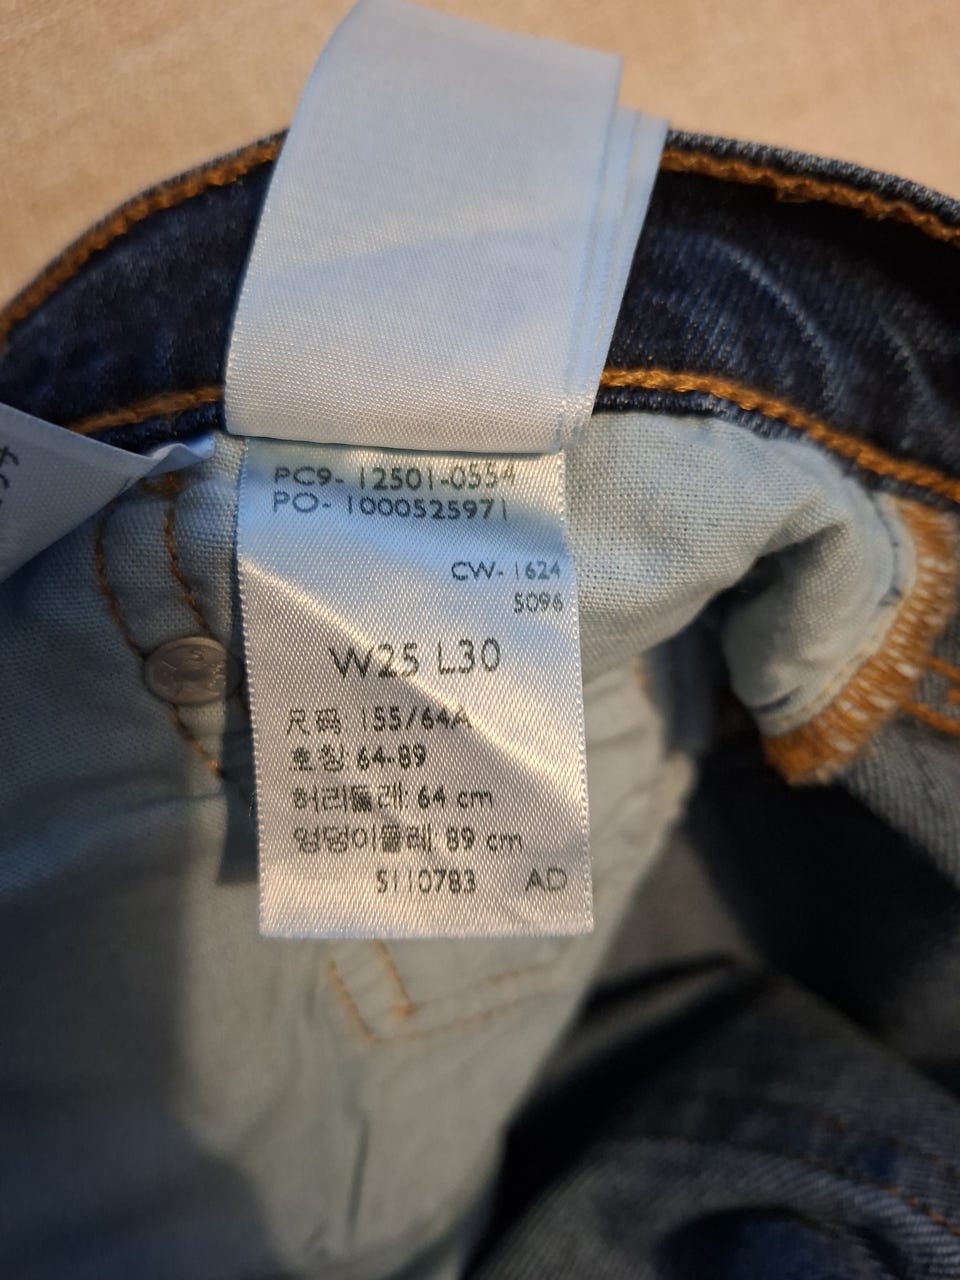 PC9- 12501-0554
PO- 1000525971
CW- 1624
5096
W25 L30
尺码 155/64A
호칭 64-89
허리둘레: 64 cm
엉덩이둘레: 89 cm
5110783 AD